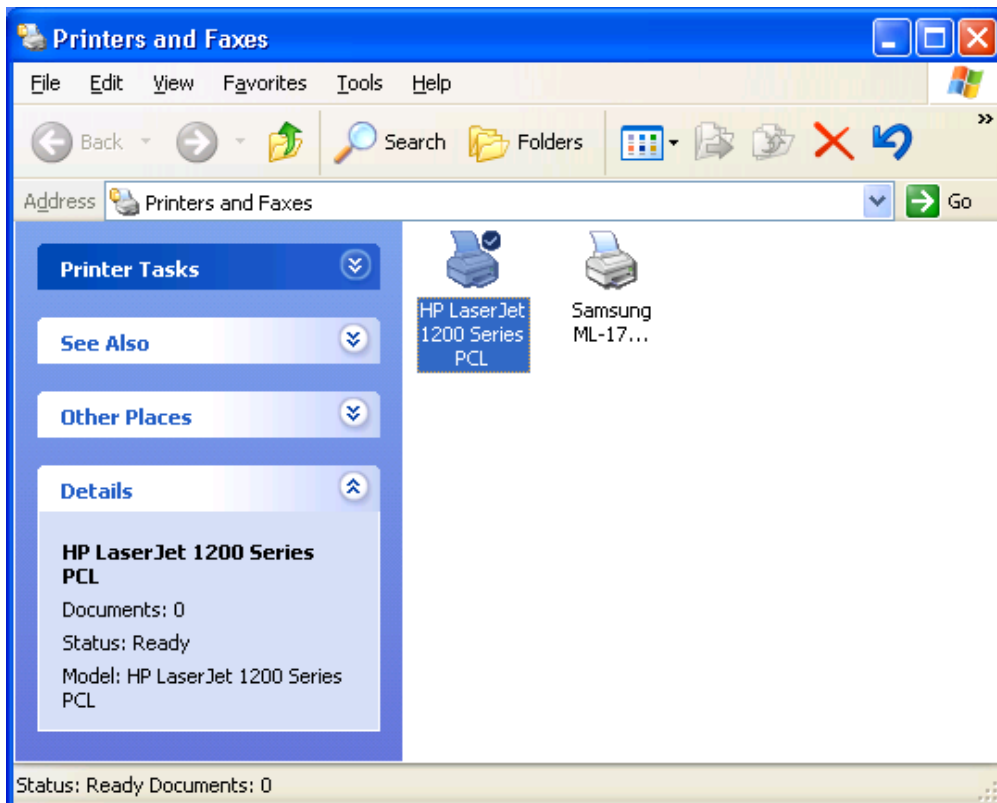 Printers and Faxes
File Edit View Favorites Tools Help
Back Search Folders »
Address Printers and Faxes Go
Printer Tasks
See Also
Other Places
Details
HP LaserJet 1200 Series
PCL
Documents: 0
Status: Ready
Model: HP LaserJet 1200 Series
PCL
HP LaserJet
1200 Series
PCL
Samsung
ML-17...
Status: Ready Documents: 0